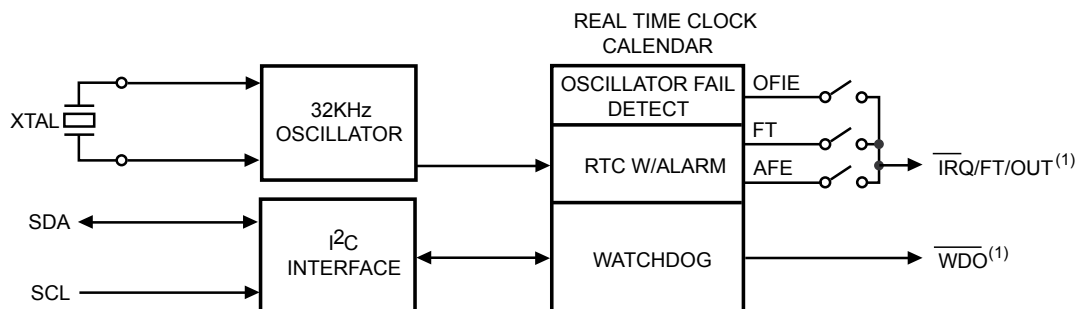 REAL TIME CLOCK
CALENDAR
XTAL
32KHz
OSCILLATOR
OSCILLATOR FAIL
DETECT
OFIE
FT
RTC W/ALARM
AFE
IRQ/FT/OUT(1)
SDA
I2C
INTERFACE
WATCHDOG
WDO(1)
SCL